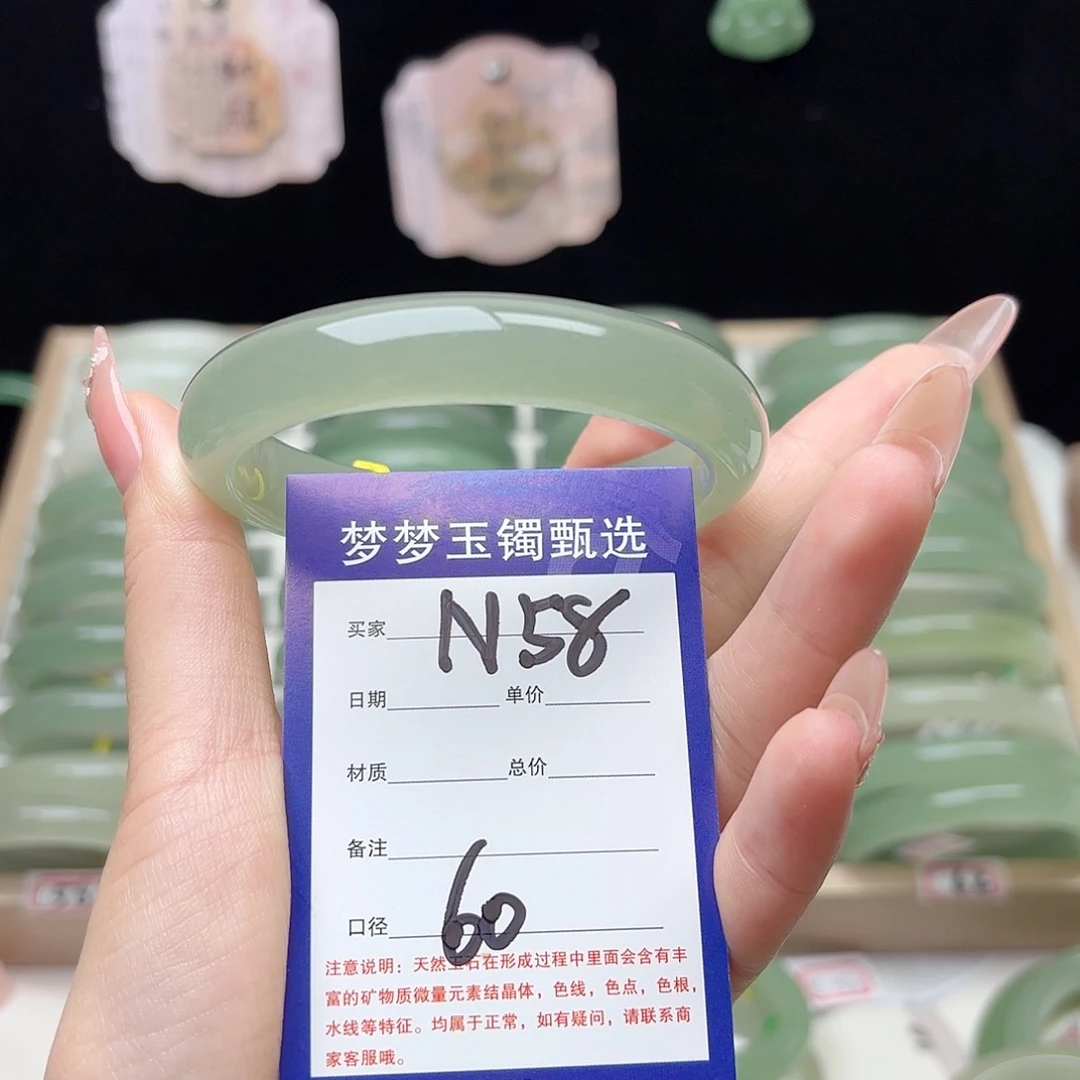 梦梦玉镯甄选
买家 N58
日期 单价
材质 总价
备注
口径 60
注意说明：天然玉石在形成过程中里面会含有丰
富的矿物质微量元素结晶体，色线，色点，色根，
水线等特征。均属于正常，如有疑问，请联系商
家客服哦。